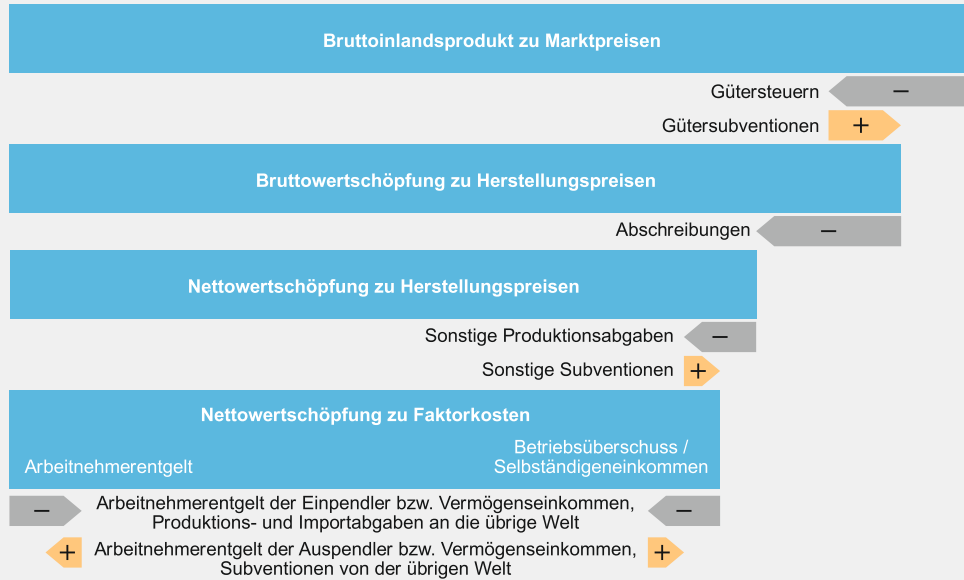 Bruttoinlandsprodukt zu Marktpreisen
Gütersteuern −
Gütersubventionen +
Bruttowertschöpfung zu Herstellungspreisen
Abschreibungen −
Nettowertschöpfung zu Herstellungspreisen
Sonstige Produktionsabgaben −
Sonstige Subventionen +
Nettowertschöpfung zu Faktorkosten
Arbeitnehmerentgelt
Betriebsüberschuss /
Selbständigeneinkommen
− Arbeitnehmerentgelt der Einpendler bzw. Vermögenseinkommen, −
Produktions- und Importabgaben an die übrige Welt
+ Arbeitnehmerentgelt der Auspendler bzw. Vermögenseinkommen, +
Subventionen von der übrigen Welt